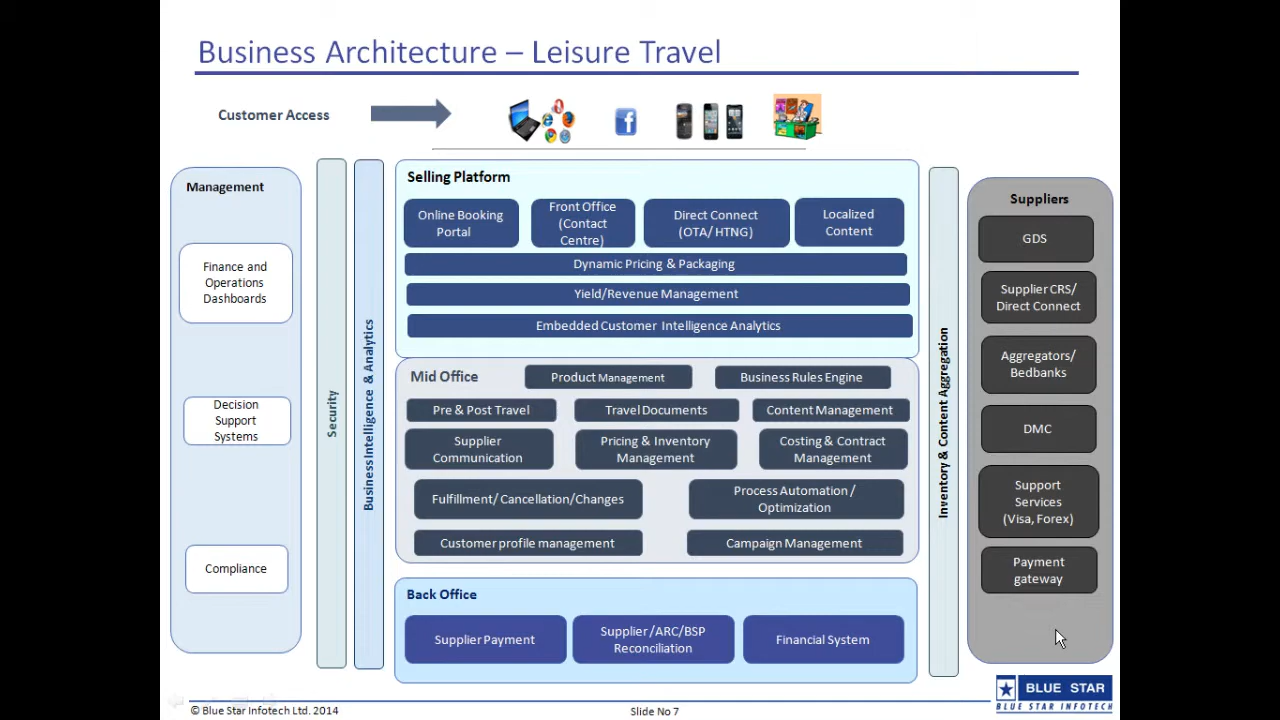 Business Architecture – Leisure Travel
Customer Access
f
Management
Finance and
Operations
Dashboards
Decision
Support
Systems
Compliance
Security
Business Intelligence & Analytics
Selling Platform
Online Booking
Portal
Front Office
(Contact
Centre)
Direct Connect
(OTA/ HTNG)
Localized
Content
Dynamic Pricing & Packaging
Yield/Revenue Management
Embedded Customer Intelligence Analytics
Mid Office
Product Management
Business Rules Engine
Pre & Post Travel
Travel Documents
Content Management
Supplier
Communication
Pricing & Inventory
Management
Costing & Contract
Management
Fulfillment/ Cancellation/Changes
Process Automation /
Optimization
Customer profile management
Campaign Management
Back Office
Supplier Payment
Supplier /ARC/BSP
Reconciliation
Financial System
Inventory & Content Aggregation
Suppliers
GDS
Supplier CRS/
Direct Connect
Aggregators/
Bedbanks
DMC
Support
Services
(Visa, Forex)
Payment
gateway
BLUE STAR
BLUE STAR INFOTECH
© Blue Star Infotech Ltd. 2014
Slide No 7